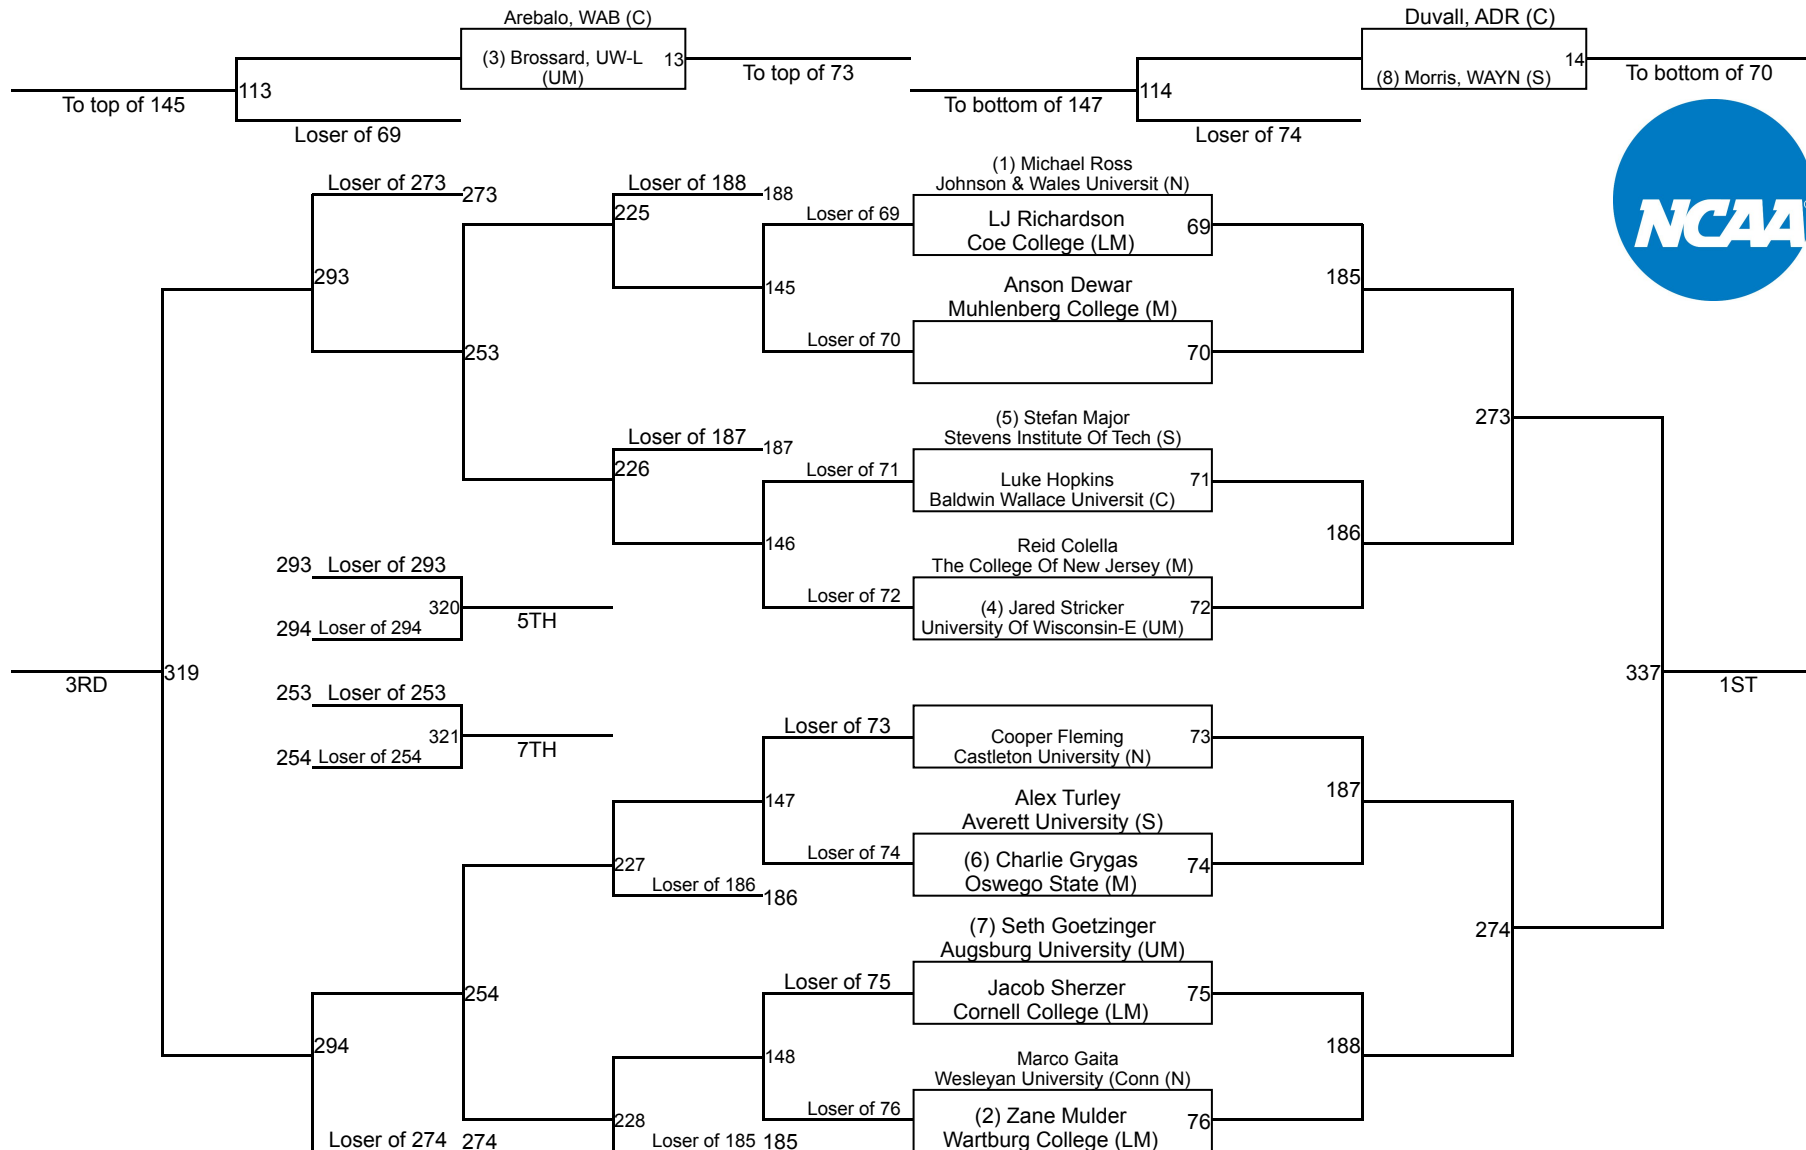 Arebalo, WAB (C)
(3) Brossard, UW-L
(UM)
13
To top of 73
113
To top of 145
Loser of 69
Duvall, ADR (C)
(8) Morris, WAYN (S)
14
To bottom of 70
114
To bottom of 147
Loser of 74
NCAA
(1) Michael Ross
Johnson & Wales Universit (N)
Loser of 273
273
Loser of 188
188
225
Loser of 69
LJ Richardson
Coe College (LM)
69
293
145
185
Anson Dewar
Muhlenberg College (M)
Loser of 70
70
253
(5) Stefan Major
Stevens Institute Of Tech (S)
273
Loser of 187
187
226
Loser of 71
Luke Hopkins
Baldwin Wallace Universit (C)
71
146
186
Reid Colella
The College Of New Jersey (M)
293
Loser of 293
320
5TH
294
Loser of 294
Loser of 72
(4) Jared Stricker
University Of Wisconsin-E (UM)
72
3RD
319
337
1ST
253
Loser of 253
321
7TH
254
Loser of 254
Loser of 73
Cooper Fleming
Castleton University (N)
73
147
187
Alex Turley
Averett University (S)
227
Loser of 74
(6) Charlie Grygas
Oswego State (M)
74
Loser of 186
186
(7) Seth Goetzinger
Augsburg University (UM)
274
254
Loser of 75
Jacob Sherzer
Cornell College (LM)
75
294
148
188
Marco Gaita
Wesleyan University (Conn (N)
228
Loser of 76
(2) Zane Mulder
Wartburg College (LM)
76
Loser of 274
274
Loser of 185
185